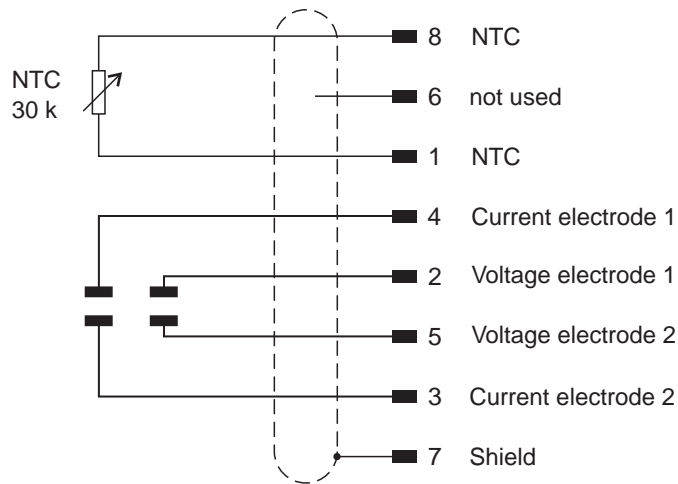 8 NTC
NTC
30 k
6 not used
1 NTC
4 Current electrode 1
2 Voltage electrode 1
5 Voltage electrode 2
3 Current electrode 2
7 Shield